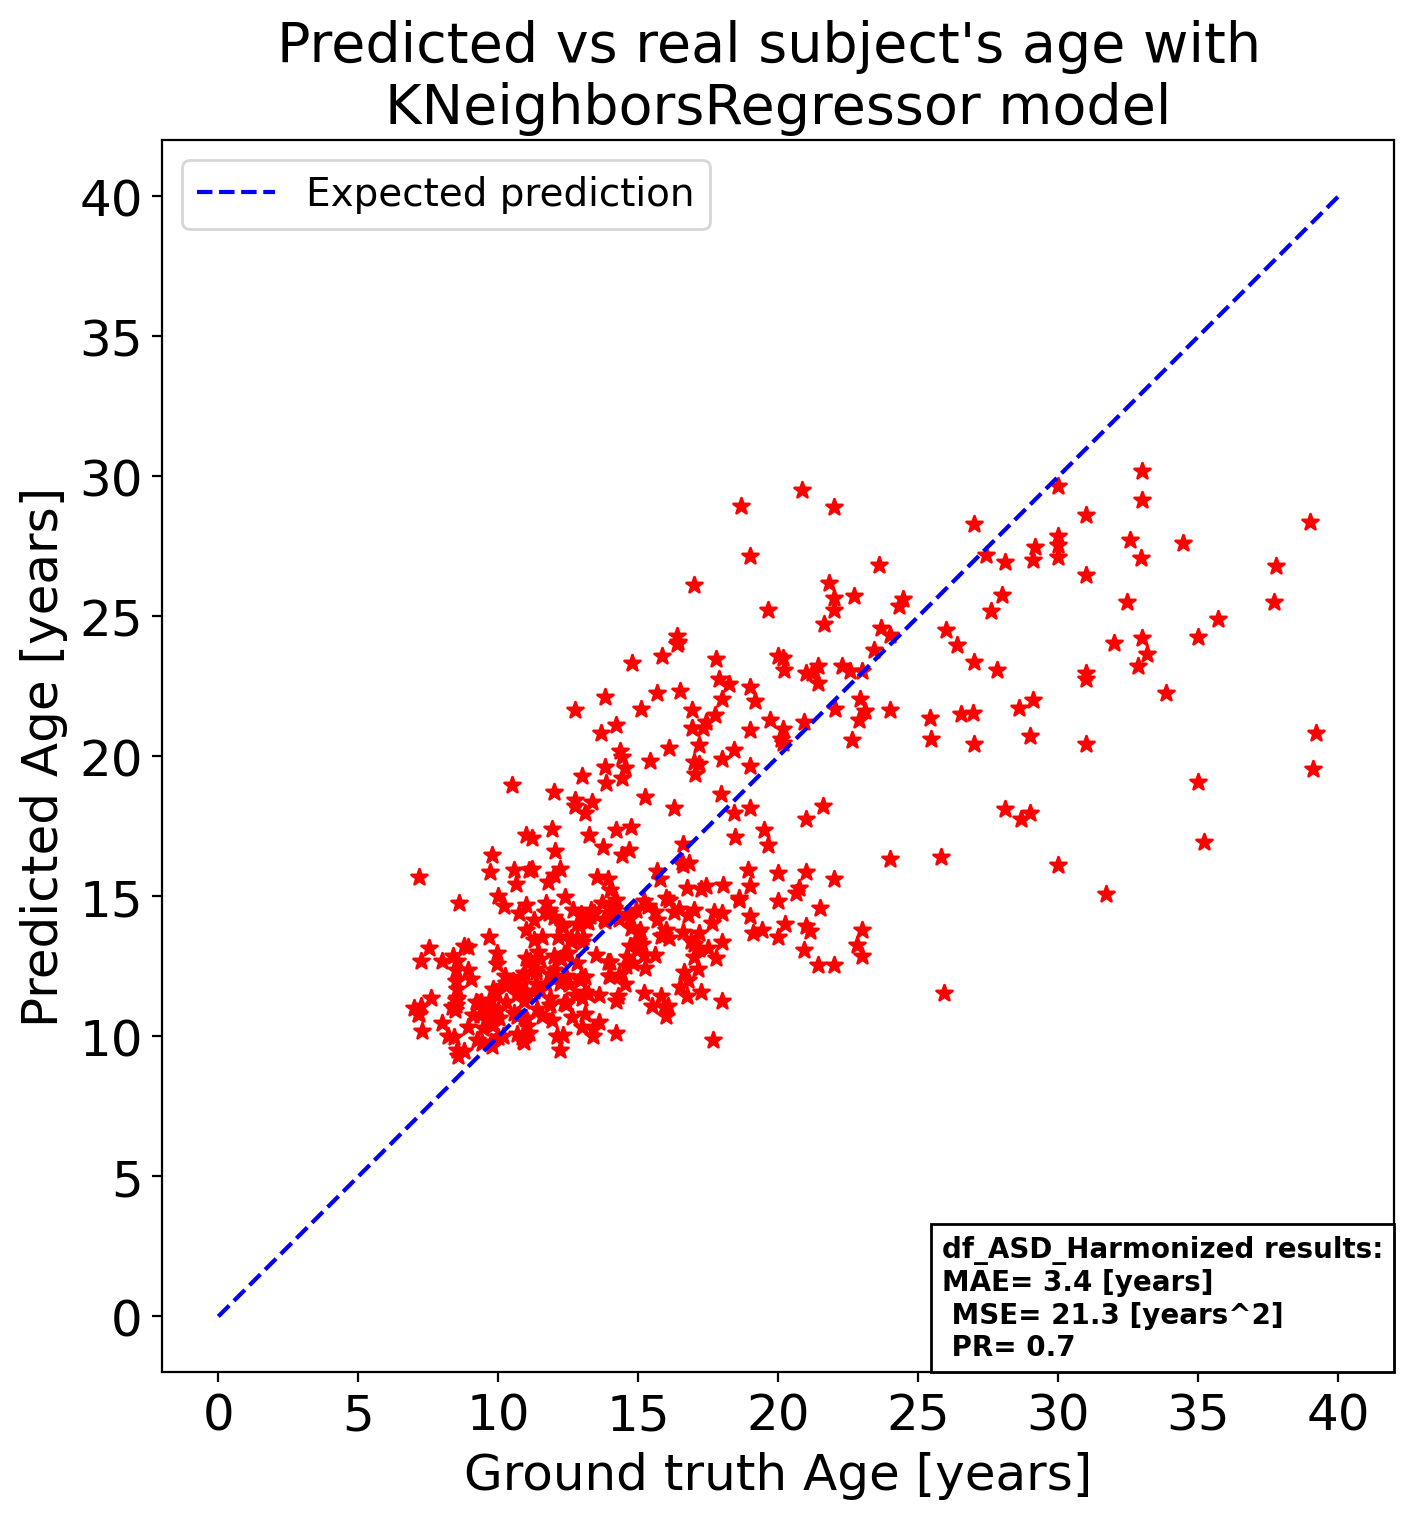 Predicted vs real subject's age with
KNeighborsRegressor model
Expected prediction
40
35
30
25
20
15
10
5
0
Predicted Age [years]
df_ASD_Harmonized results:
MAE= 3.4 [years]
MSE= 21.3 [years^2]
PR= 0.7
0 5 10 15 20 25 30 35 40
Ground truth Age [years]